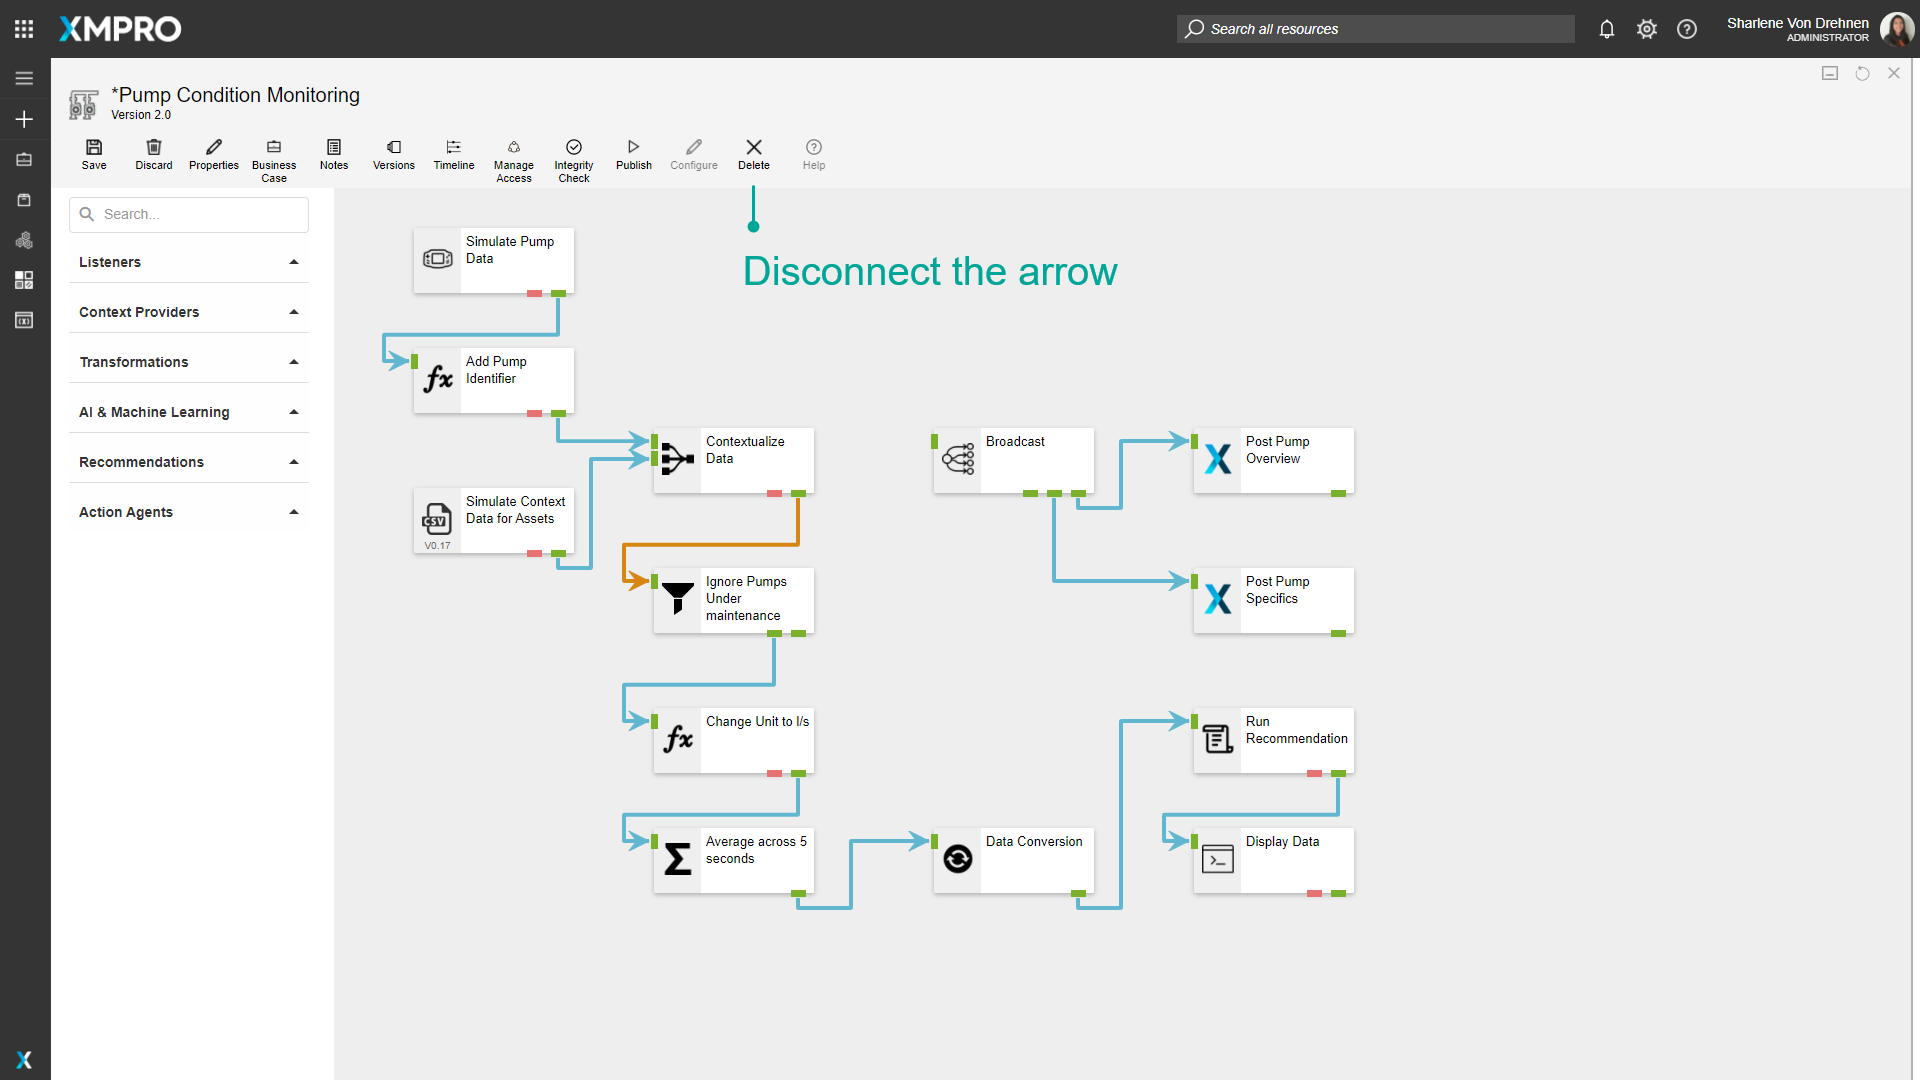 XMPRO
Search all resources
Sharlene Von Drehnen
ADMINISTRATOR
*Pump Condition Monitoring
Version 2.0
Save
Discard
Properties
Business
Case
Notes
Versions
Timeline
Manage
Access
Integrity
Check
Publish
Configure
Delete
Help
Search...
Listeners
Context Providers
Transformations
AI & Machine Learning
Recommendations
Action Agents
Disconnect the arrow
Simulate Pump
Data
fx
Add Pump
Identifier
Contextualize
Data
CSV
V0.17
Simulate Context
Data for Assets
Ignore Pumps
Under
maintenance
fx
Change Unit to l/s
Σ
Average across 5
seconds
Broadcast
Data Conversion
Post Pump
Overview
Post Pump
Specifics
Run
Recommendation
>_
Display Data